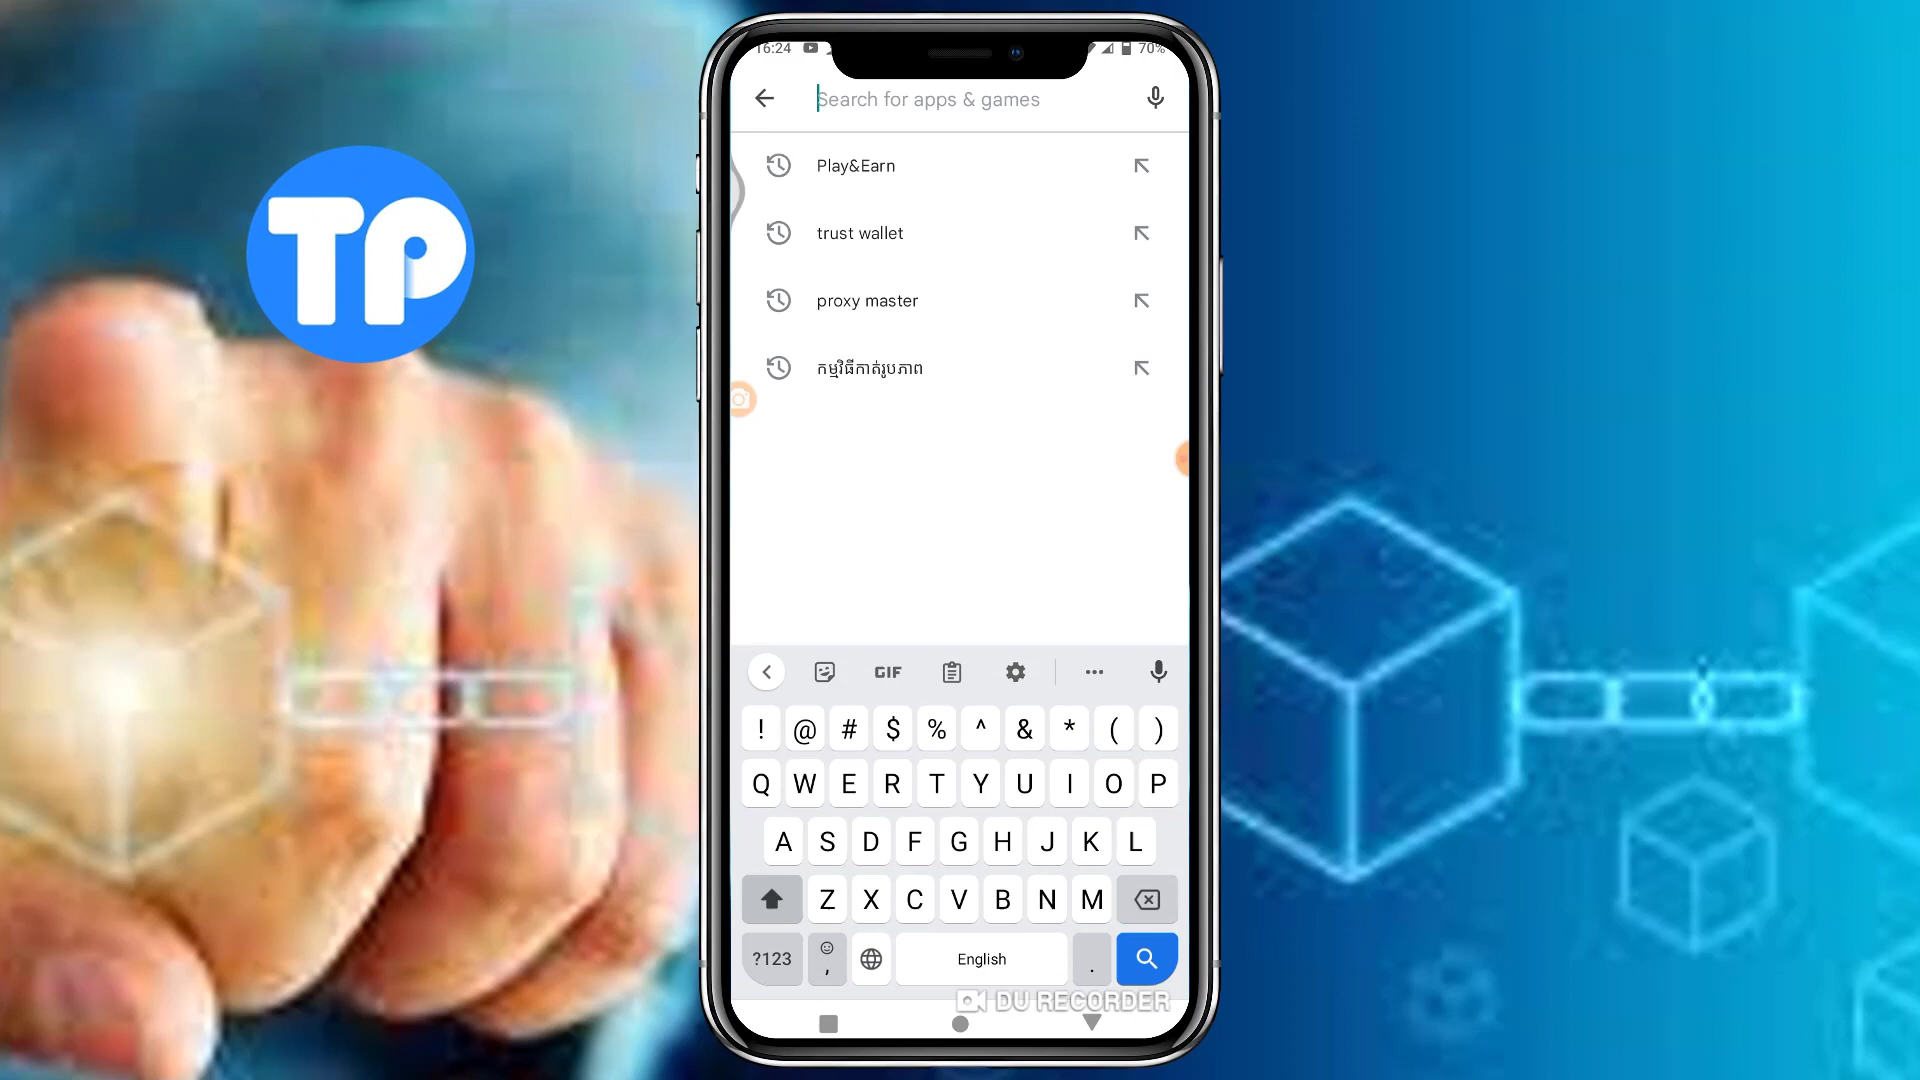 TP
16:24
70%
Search for apps & games
Play&Earn
trust wallet
proxy master
កម្មវិធីកាត់រូបភាព
GIF
! @ # $ % ^ & * ( )
Q W E R T Y U I O P
A S D F G H J K L
Z X C V B N M
?123 , English .
DU RECORDER